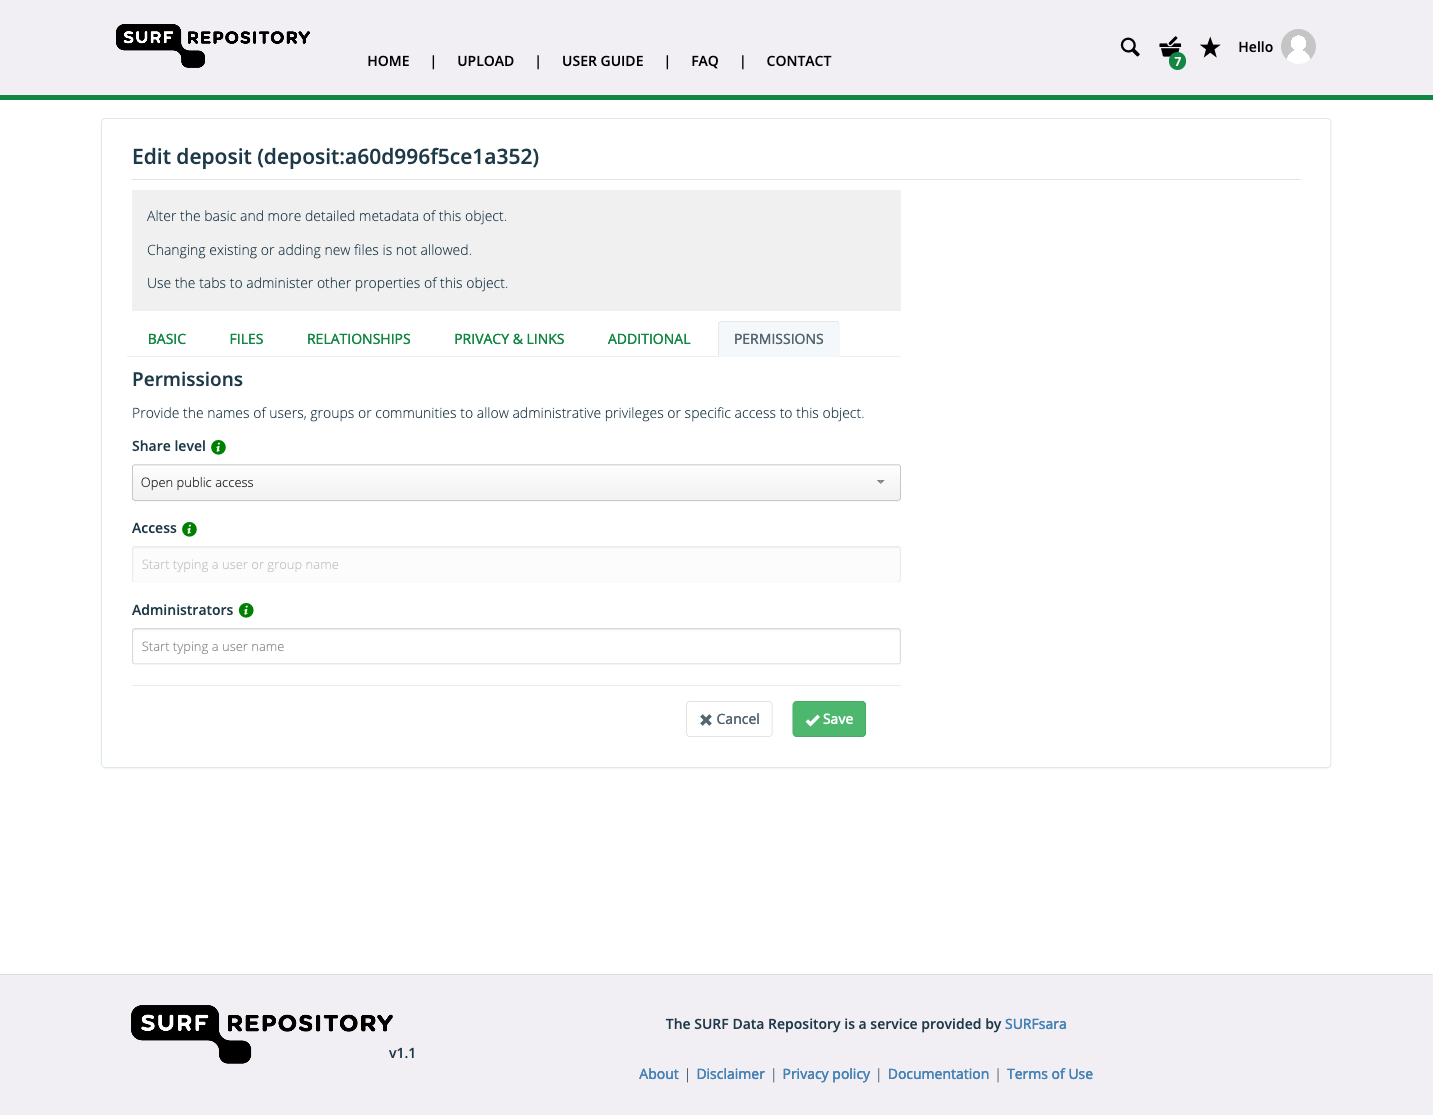 SURF REPOSITORY
HOME | UPLOAD | USER GUIDE | FAQ | CONTACT
7
Hello
Edit deposit (deposit:a60d996f5ce1a352)
Alter the basic and more detailed metadata of this object.
Changing existing or adding new files is not allowed.
Use the tabs to administer other properties of this object.
BASIC FILES RELATIONSHIPS PRIVACY & LINKS ADDITIONAL PERMISSIONS
Permissions
Provide the names of users, groups or communities to allow administrative privileges or specific access to this object.
Share level
Open public access
Access
Start typing a user or group name
Administrators
Start typing a user name
Cancel Save
SURF REPOSITORY
v1.1
The SURF Data Repository is a service provided by SURFsara
About | Disclaimer | Privacy policy | Documentation | Terms of Use